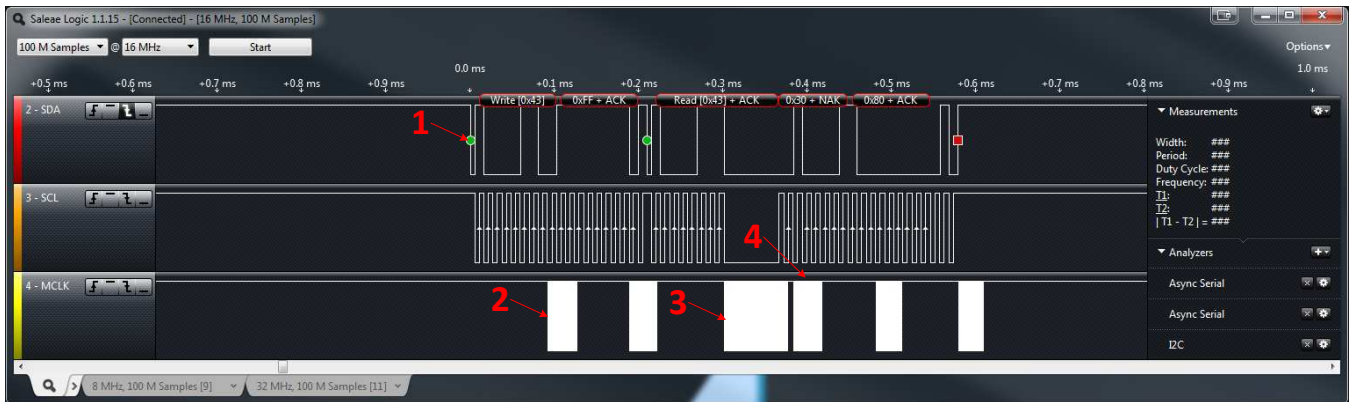 Saleae Logic 1.1.15 - [Connected] - [16 MHz, 100 M Samples]
100 M Samples @ 16 MHz Start Options
0.0 ms 1.0 ms
+0.5 ms +0.6 ms +0.7 ms +0.8 ms +0.9 ms +0.1 ms +0.2 ms +0.3 ms +0.4 ms +0.5 ms +0.6 ms +0.7 ms +0.8 ms +0.9 ms
Write [0x43] 0xFF + ACK Read [0x43] + ACK 0x30 + NAK 0x80 + ACK
2 - SDA
1
Measurements
Width: ###
Period: ###
Duty Cycle: ###
Frequency: ###
T1: ###
T2: ###
| T1 - T2 | = ###
3 - SCL
4
Analyzers
4 - MCLK
2
3
Async Serial
Async Serial
I2C
8 MHz, 100 M Samples [9] 32 MHz, 100 M Samples [11]